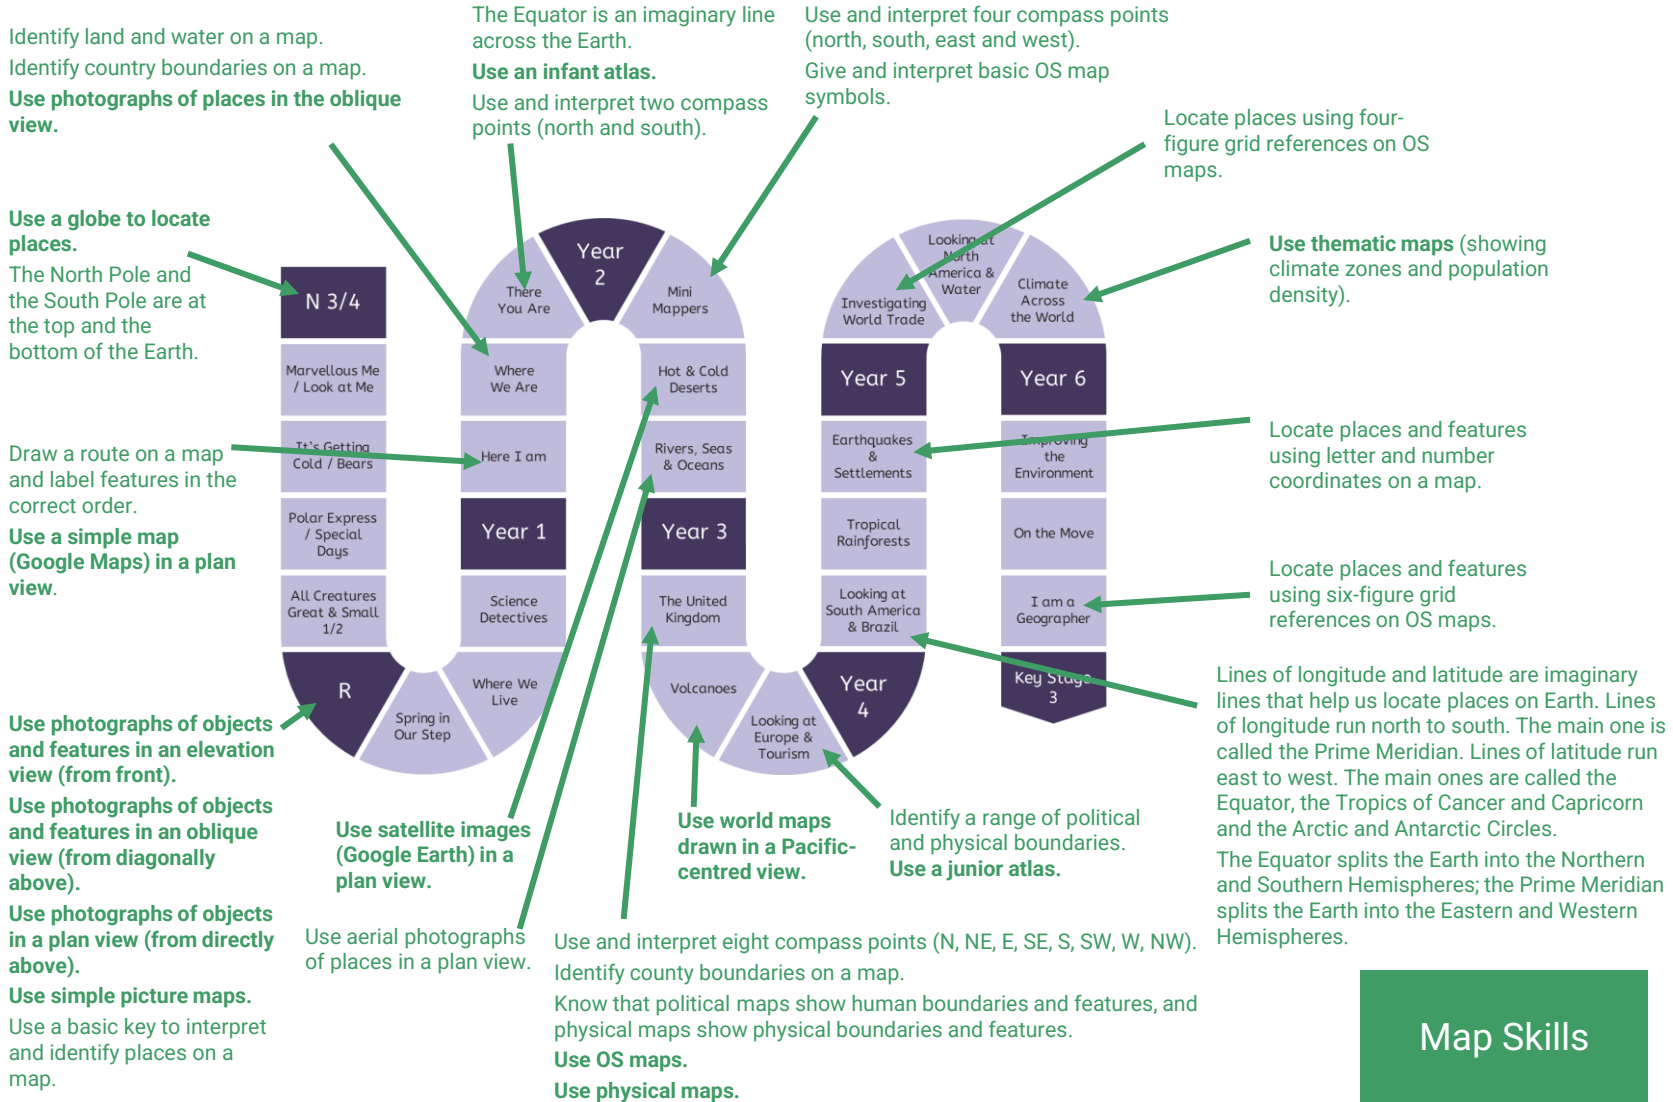 Identify land and water on a map.
Identify country boundaries on a map.
Use photographs of places in the oblique
view.
The Equator is an imaginary line
across the Earth.
Use an infant atlas.
Use and interpret two compass
points (north and south).
Use and interpret four compass points
(north, south, east and west).
Give and interpret basic OS map
symbols.
Locate places using four-
figure grid references on OS
maps.
Use a globe to locate
places.
The North Pole and
the South Pole are at
the top and the
bottom of the Earth.
Use thematic maps (showing
climate zones and population
density).
Draw a route on a map
and label features in the
correct order.
Use a simple map
(Google Maps) in a plan
view.
Locate places and features
using letter and number
coordinates on a map.
Locate places and features
using six-figure grid
references on OS maps.
N 3/4
Marvellous Me
/ Look at Me
It's Getting
Cold / Bears
Polar Express
/ Special
Days
All Creatures
Great & Small
1/2
R
Spring in
Our Step
Where We
Live
Science
Detectives
Year 1
Here I am
Where
We Are
There
You Are
Year
2
Mini
Mappers
Hot & Cold
Deserts
Rivers, Seas
& Oceans
Year 3
The United
Kingdom
Volcanoes
Looking at
Europe &
Tourism
Year
4
Looking at
South America
& Brazil
Tropical
Rainforests
Earthquakes
&
Settlements
Year 5
Investigating
World Trade
Looking at
North
America &
Water
Climate
Across
the World
Year 6
Improving
the
Environment
On the Move
I am a
Geographer
Key Stage
3
Use photographs of objects
and features in an elevation
view (from front).
Use photographs of objects
and features in an oblique
view (from diagonally
above).
Use photographs of objects
in a plan view (from directly
above).
Use simple picture maps.
Use a basic key to interpret
and identify places on a
map.
Use satellite images
(Google Earth) in a
plan view.
Use aerial photographs
of places in a plan view.
Use world maps
drawn in a Pacific-
centred view.
Identify a range of political
and physical boundaries.
Use a junior atlas.
Use and interpret eight compass points (N, NE, E, SE, S, SW, W, NW).
Identify county boundaries on a map.
Know that political maps show human boundaries and features, and
physical maps show physical boundaries and features.
Use OS maps.
Use physical maps.
Lines of longitude and latitude are imaginary
lines that help us locate places on Earth. Lines
of longitude run north to south. The main one is
called the Prime Meridian. Lines of latitude run
east to west. The main ones are called the
Equator, the Tropics of Cancer and Capricorn
and the Arctic and Antarctic Circles.
The Equator splits the Earth into the Northern
and Southern Hemispheres; the Prime Meridian
splits the Earth into the Eastern and Western
Hemispheres.
Map Skills